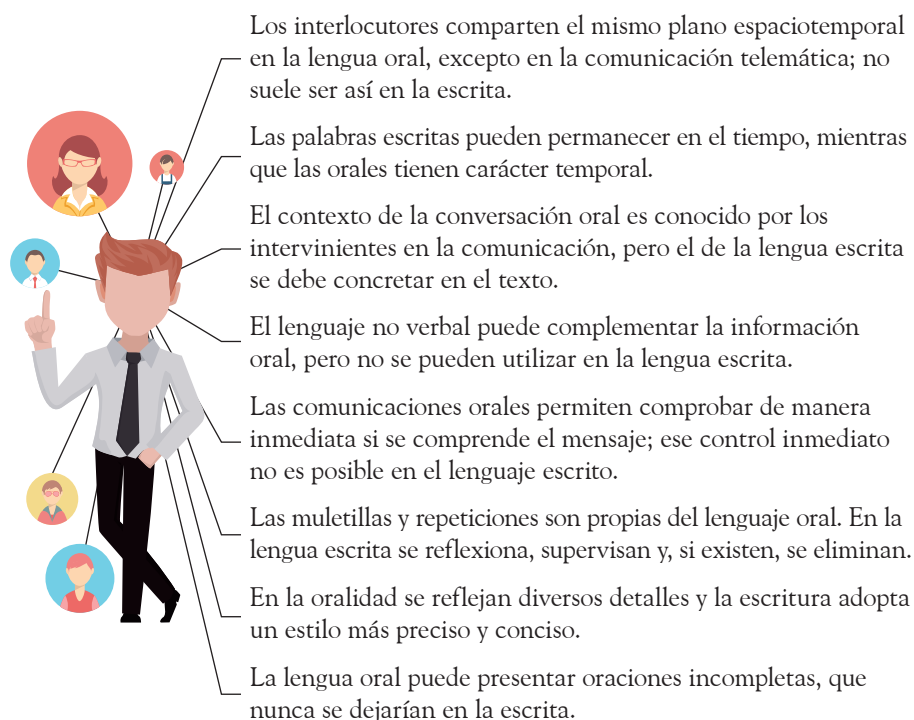 Los interlocutores comparten el mismo plano espaciotemporal
en la lengua oral, excepto en la comunicación telemática; no
suele ser así en la escrita.
Las palabras escritas pueden permanecer en el tiempo, mientras
que las orales tienen carácter temporal.
El contexto de la conversación oral es conocido por los
intervinientes en la comunicación, pero el de la lengua escrita
se debe concretar en el texto.
El lenguaje no verbal puede complementar la información
oral, pero no se pueden utilizar en la lengua escrita.
Las comunicaciones orales permiten comprobar de manera
inmediata si se comprende el mensaje; ese control inmediato
no es posible en el lenguaje escrito.
Las muletillas y repeticiones son propias del lenguaje oral. En la
lengua escrita se reflexiona, supervisan y, si existen, se eliminan.
En la oralidad se reflejan diversos detalles y la escritura adopta
un estilo más preciso y conciso.
La lengua oral puede presentar oraciones incompletas, que
nunca se dejarían en la escrita.